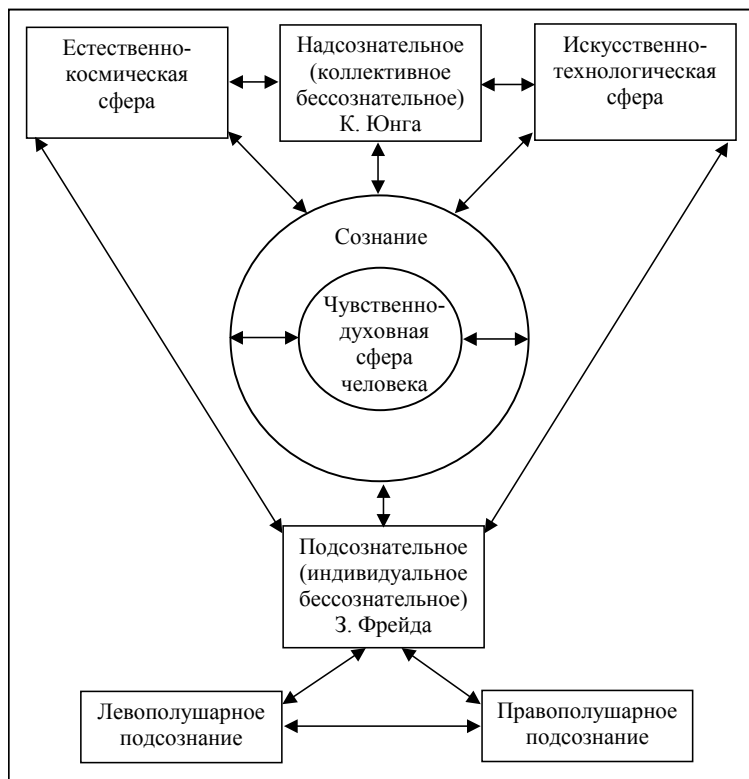 Естественно-
космическая
сфера
Надсознательное
(коллективное
бессознательное)
К. Юнга
Искусственно-
технологическая
сфера
Сознание
Чувственно-
духовная
сфера
человека
Подсознательное
(индивидуальное
бессознательное)
З. Фрейда
Левополушарное
подсознание
Правополушарное
подсознание